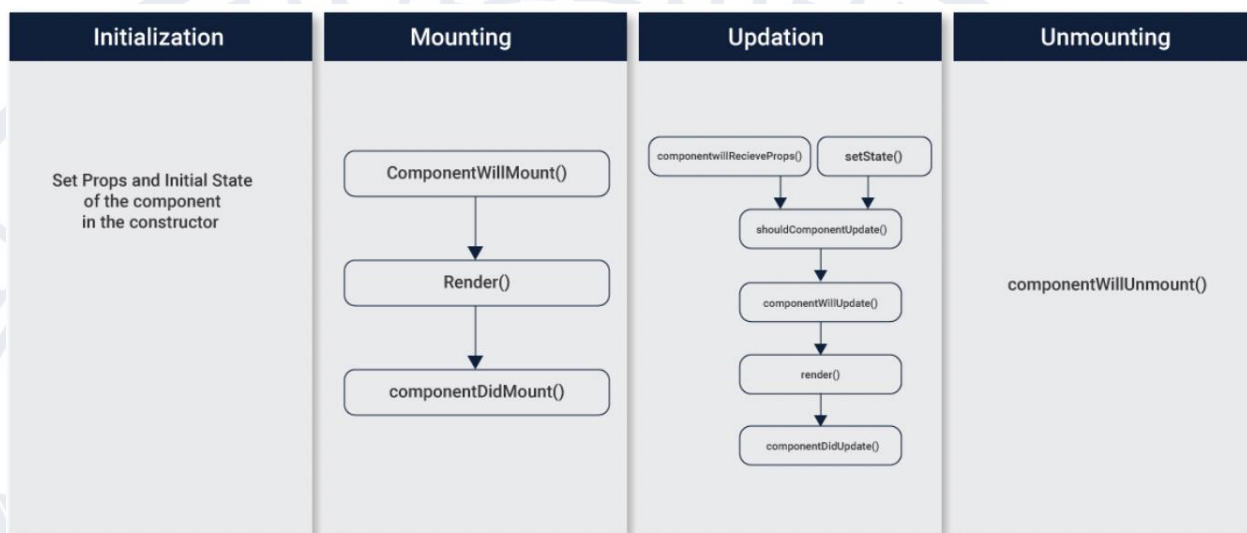 Initialization
Set Props and Initial State
of the component
in the constructor
Mounting
ComponentWillMount()
Render()
componentDidMount()
Updation
componentwillRecieveProps()
setState()
shouldComponentUpdate()
componentWillUpdate()
render()
componentDidUpdate()
Unmounting
componentWillUnmount()